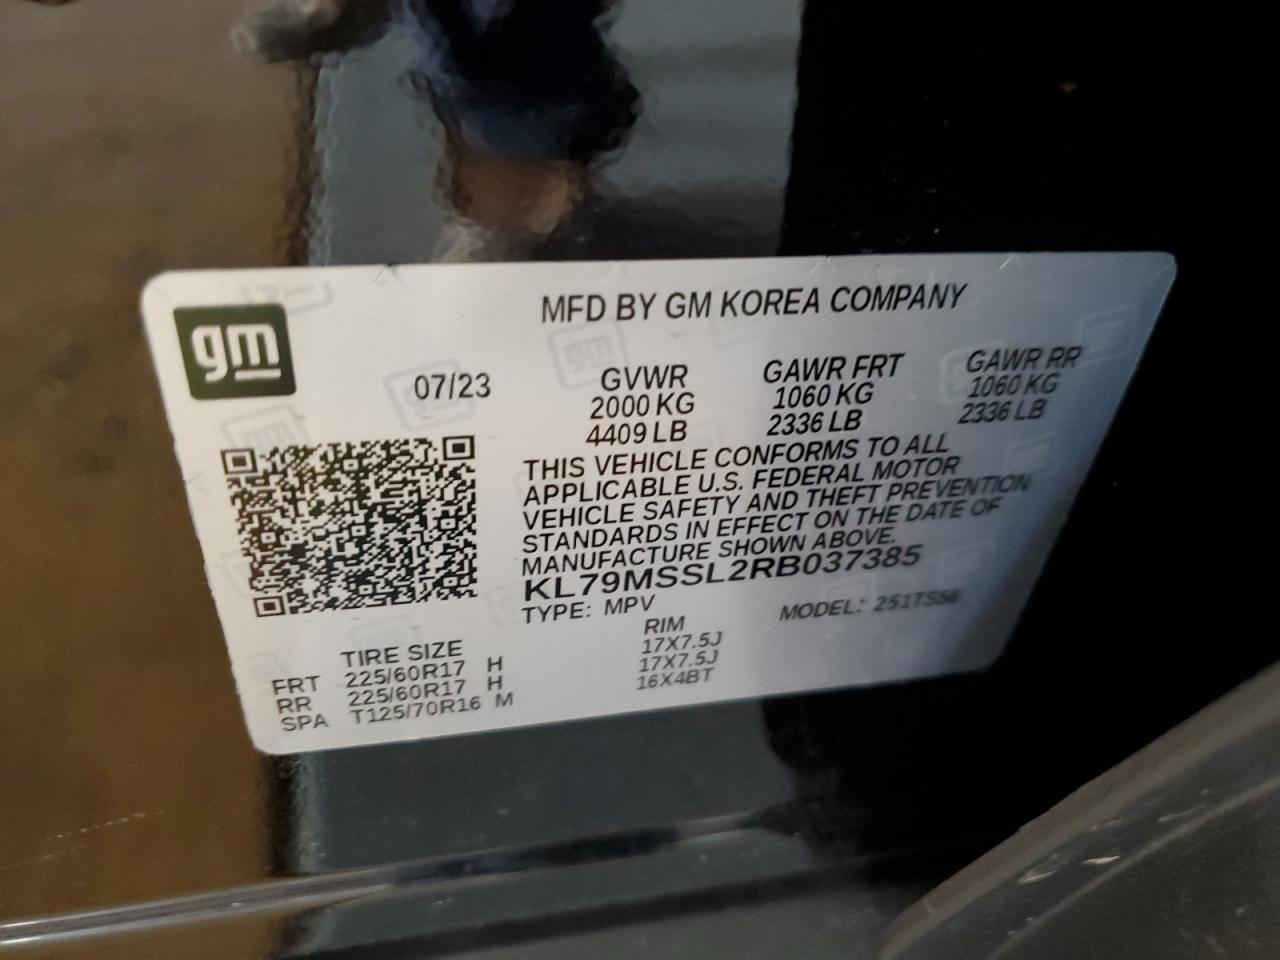 gm
MFD BY GM KOREA COMPANY
07/23
GVWR GAWR FRT GAWR RR
2000 KG 1060 KG 1060 KG
4409 LB 2336 LB 2336 LB
THIS VEHICLE CONFORMS TO ALL
APPLICABLE U.S. FEDERAL MOTOR
VEHICLE SAFETY AND THEFT PREVENTION
STANDARDS IN EFFECT ON THE DATE OF
MANUFACTURE SHOWN ABOVE.
KL79MSSL2RB037385
TYPE: MPV MODEL: 251TS56
TIRE SIZE RIM
FRT 225/60R17 H 17X7.5J
RR 225/60R17 H 17X7.5J
SPA T125/70R16 M 16X4BT